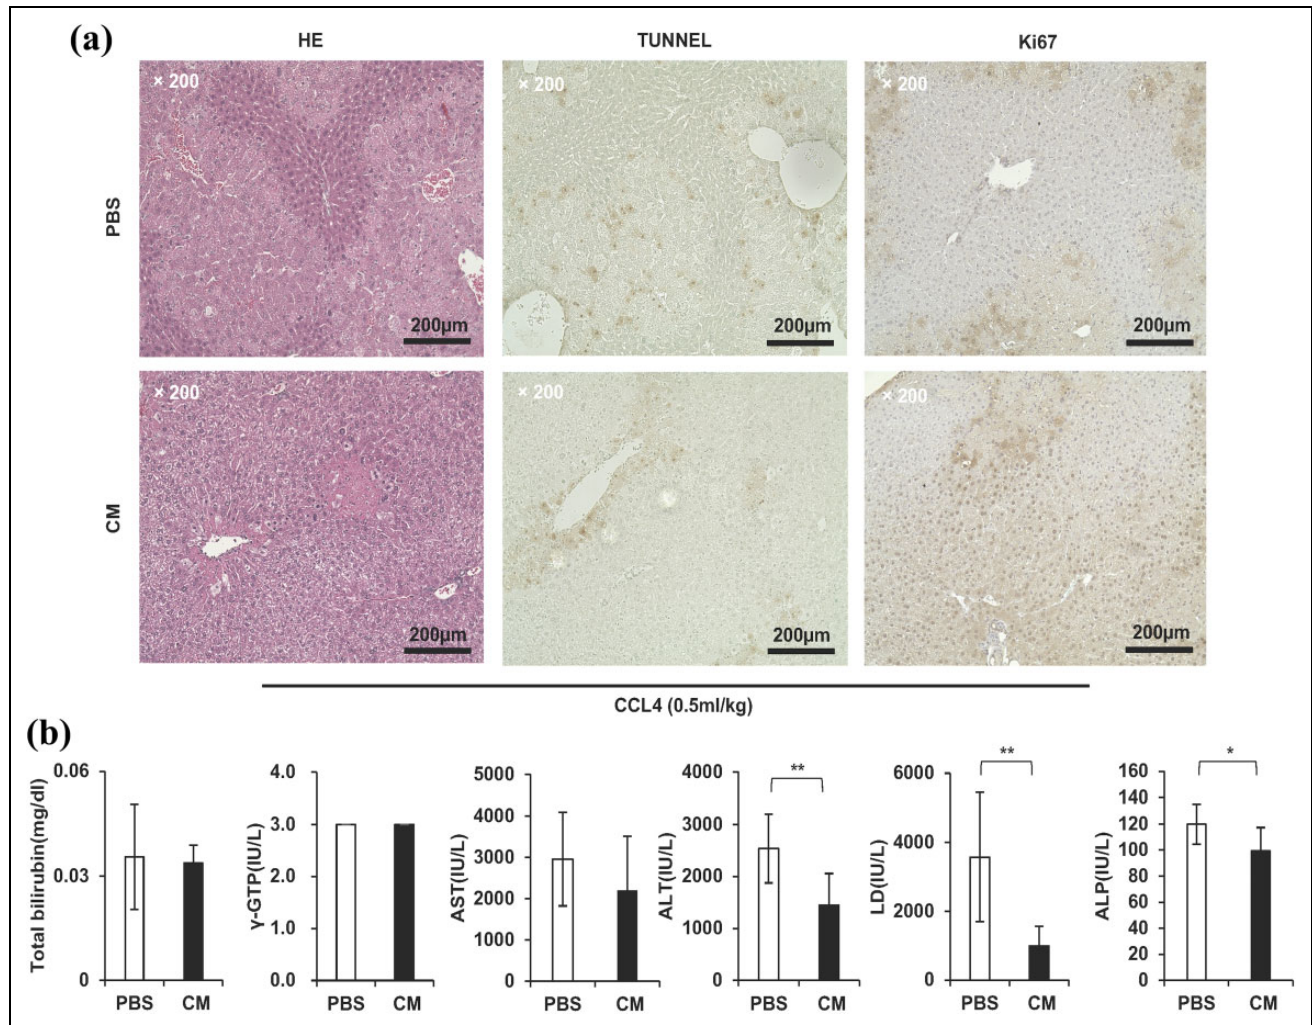 (a)
HE
TUNNEL
Ki67
PBS
× 200
200µm
× 200
200µm
× 200
200µm
CM
× 200
200µm
× 200
200µm
× 200
200µm
CCL4 (0.5ml/kg)
(b)
Total bilirubin(mg/dl)
0.06
0.03
0
PBS CM
γ-GTP(IU/L)
4.0
3.0
2.0
1.0
0.0
PBS CM
AST(IU/L)
5000
4000
3000
2000
1000
0
PBS CM
ALT(IU/L)
**
4000
3000
2000
1000
0
PBS CM
LD(IU/L)
**
6000
4000
2000
0
PBS CM
ALP(IU/L)
*
160
140
120
100
80
60
40
20
0
PBS CM